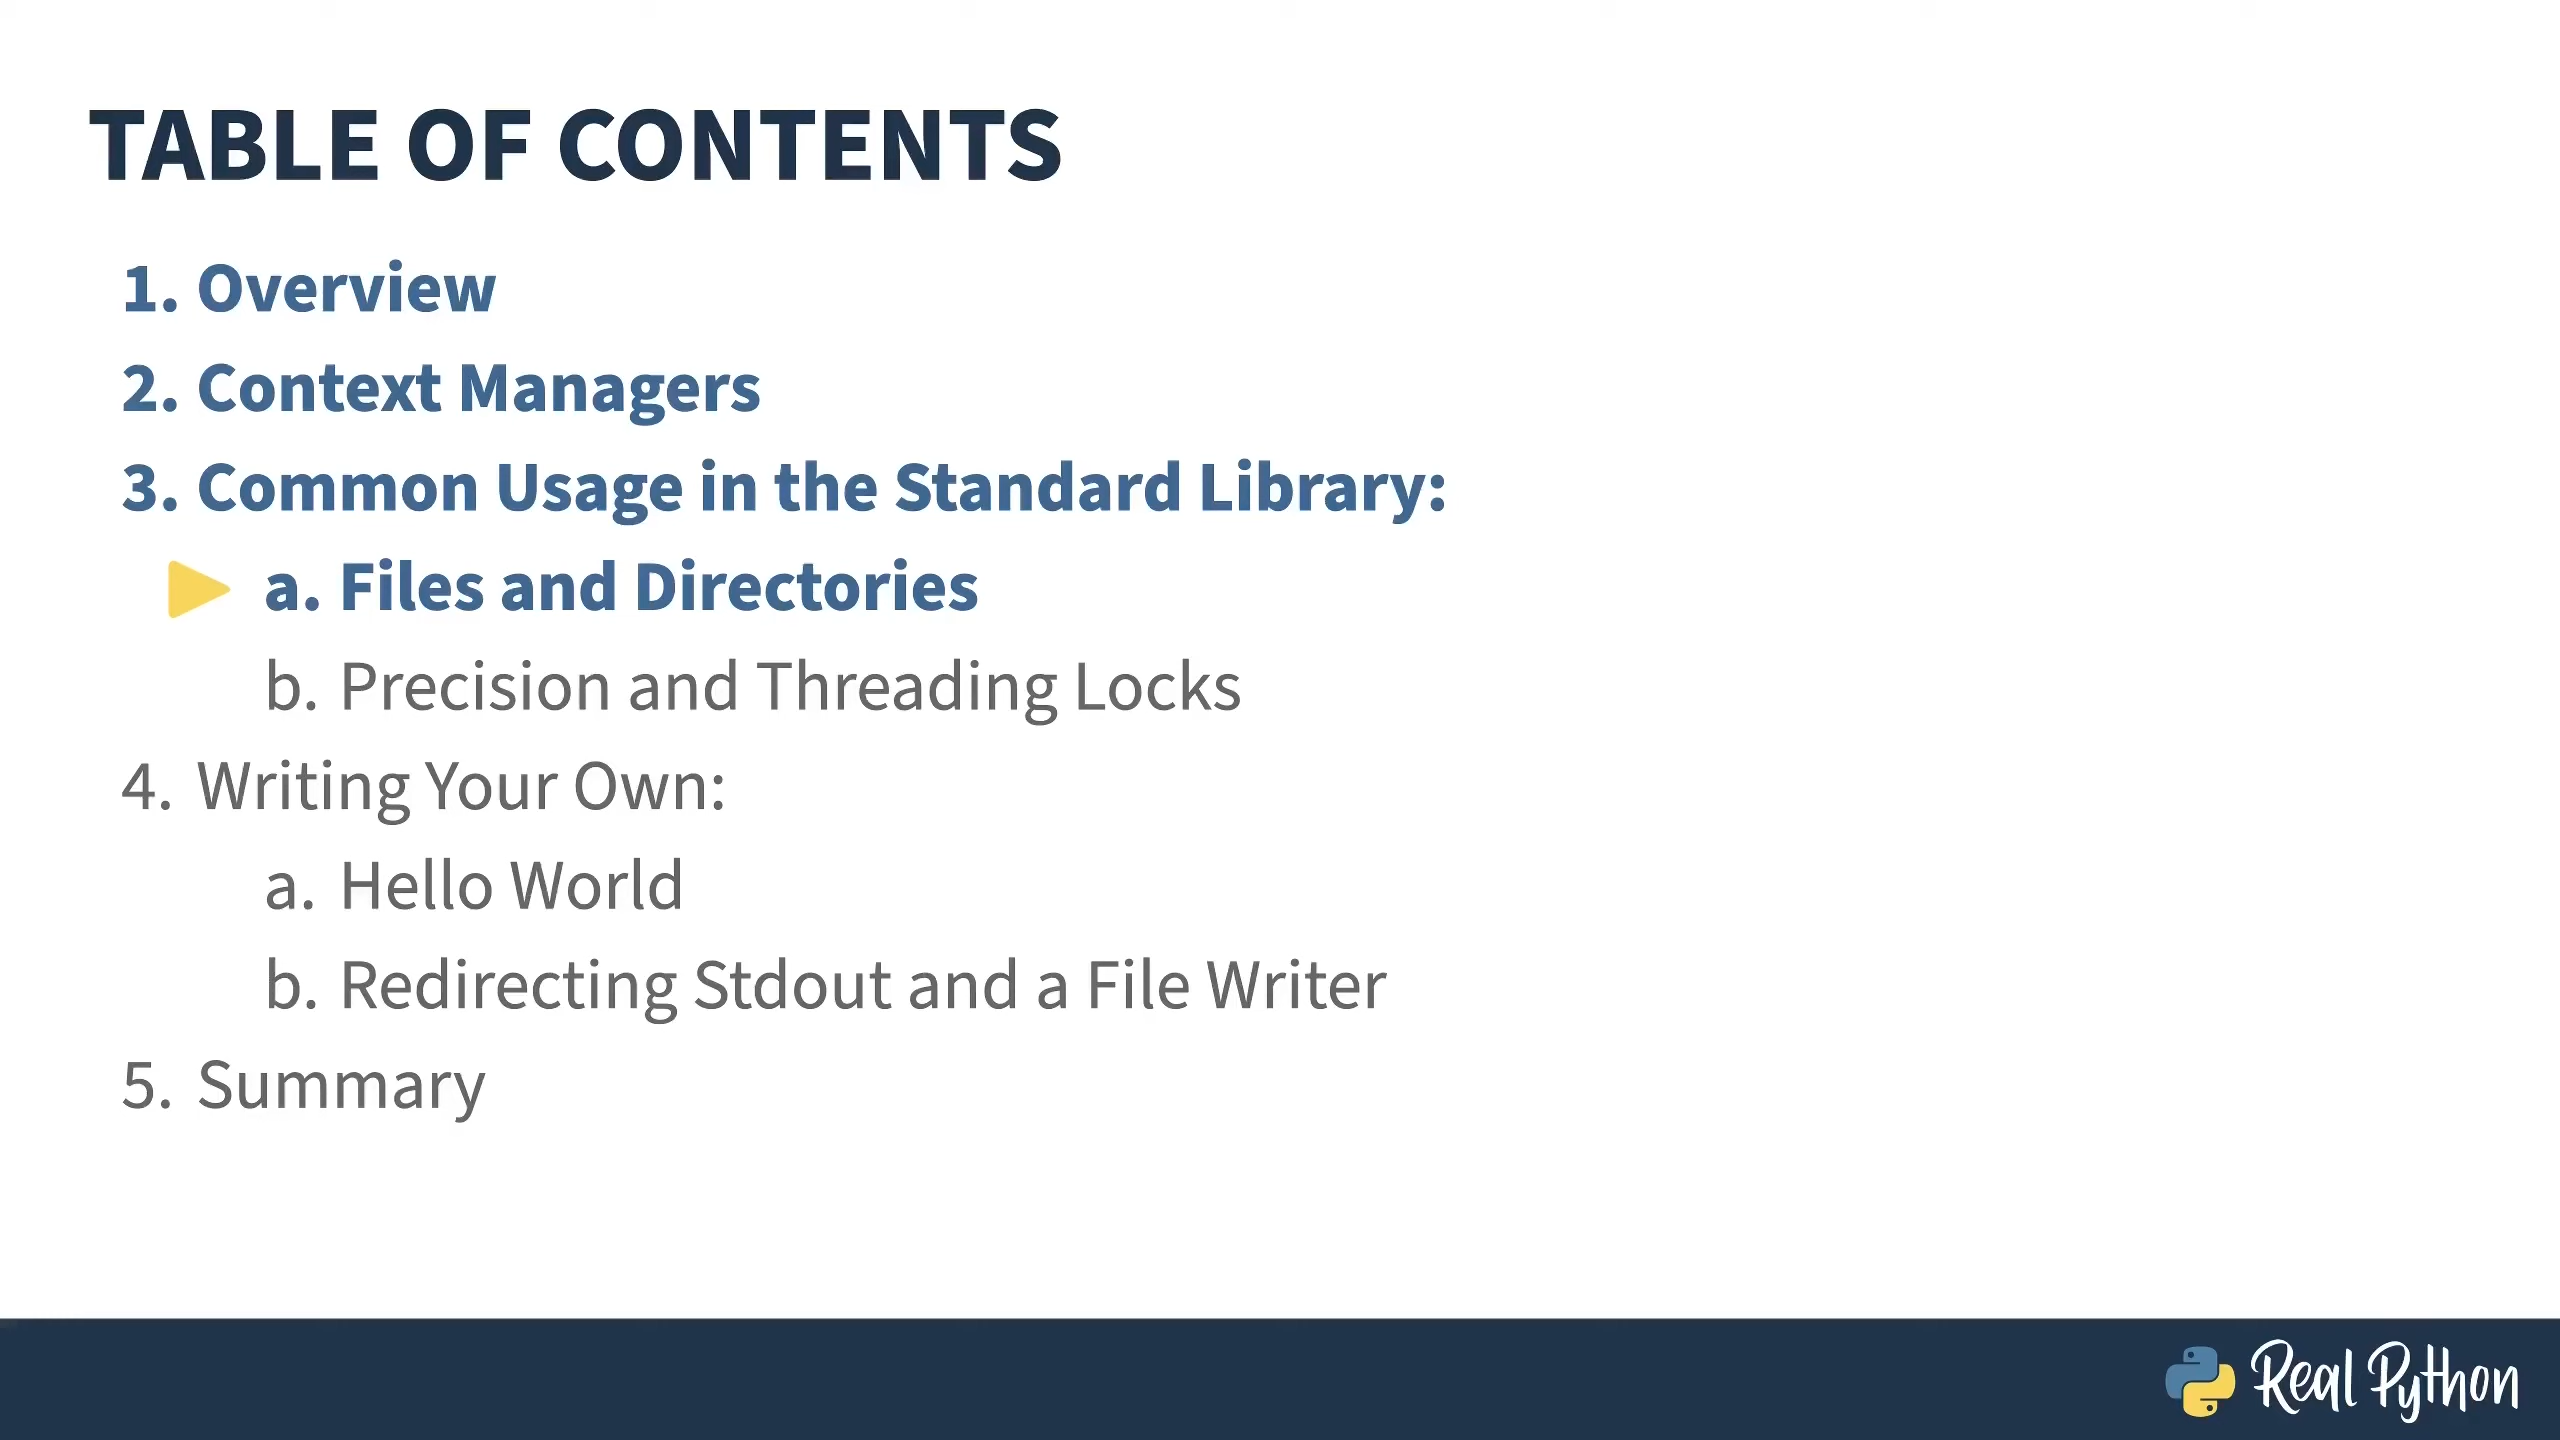 TABLE OF CONTENTS
1. Overview
2. Context Managers
3. Common Usage in the Standard Library:
a. Files and Directories
b. Precision and Threading Locks
4. Writing Your Own:
a. Hello World
b. Redirecting Stdout and a File Writer
5. Summary
Real Python